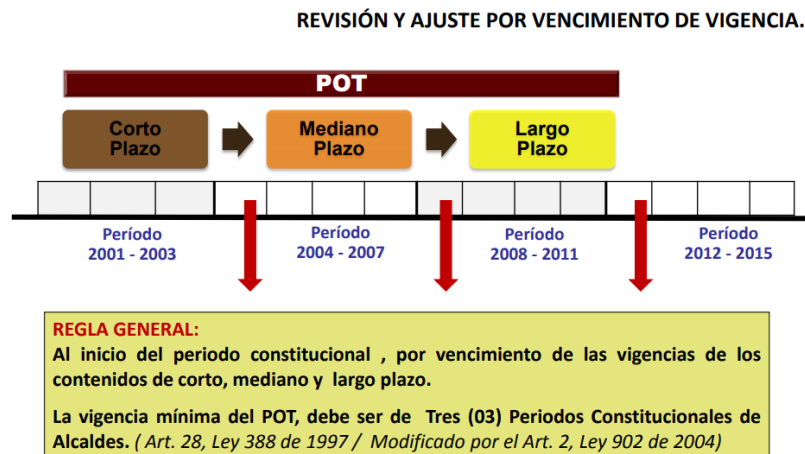 REVISIÓN Y AJUSTE POR VENCIMIENTO DE VIGENCIA.
POT
Corto
Plazo
Mediano
Plazo
Largo
Plazo
Período
2001 - 2003
Período
2004 - 2007
Período
2008 - 2011
Período
2012 - 2015
REGLA GENERAL:
Al inicio del periodo constitucional , por vencimiento de las vigencias de los
contenidos de corto, mediano y largo plazo.
La vigencia mínima del POT, debe ser de Tres (03) Periodos Constitucionales de
Alcaldes. ( Art. 28, Ley 388 de 1997 / Modificado por el Art. 2, Ley 902 de 2004)